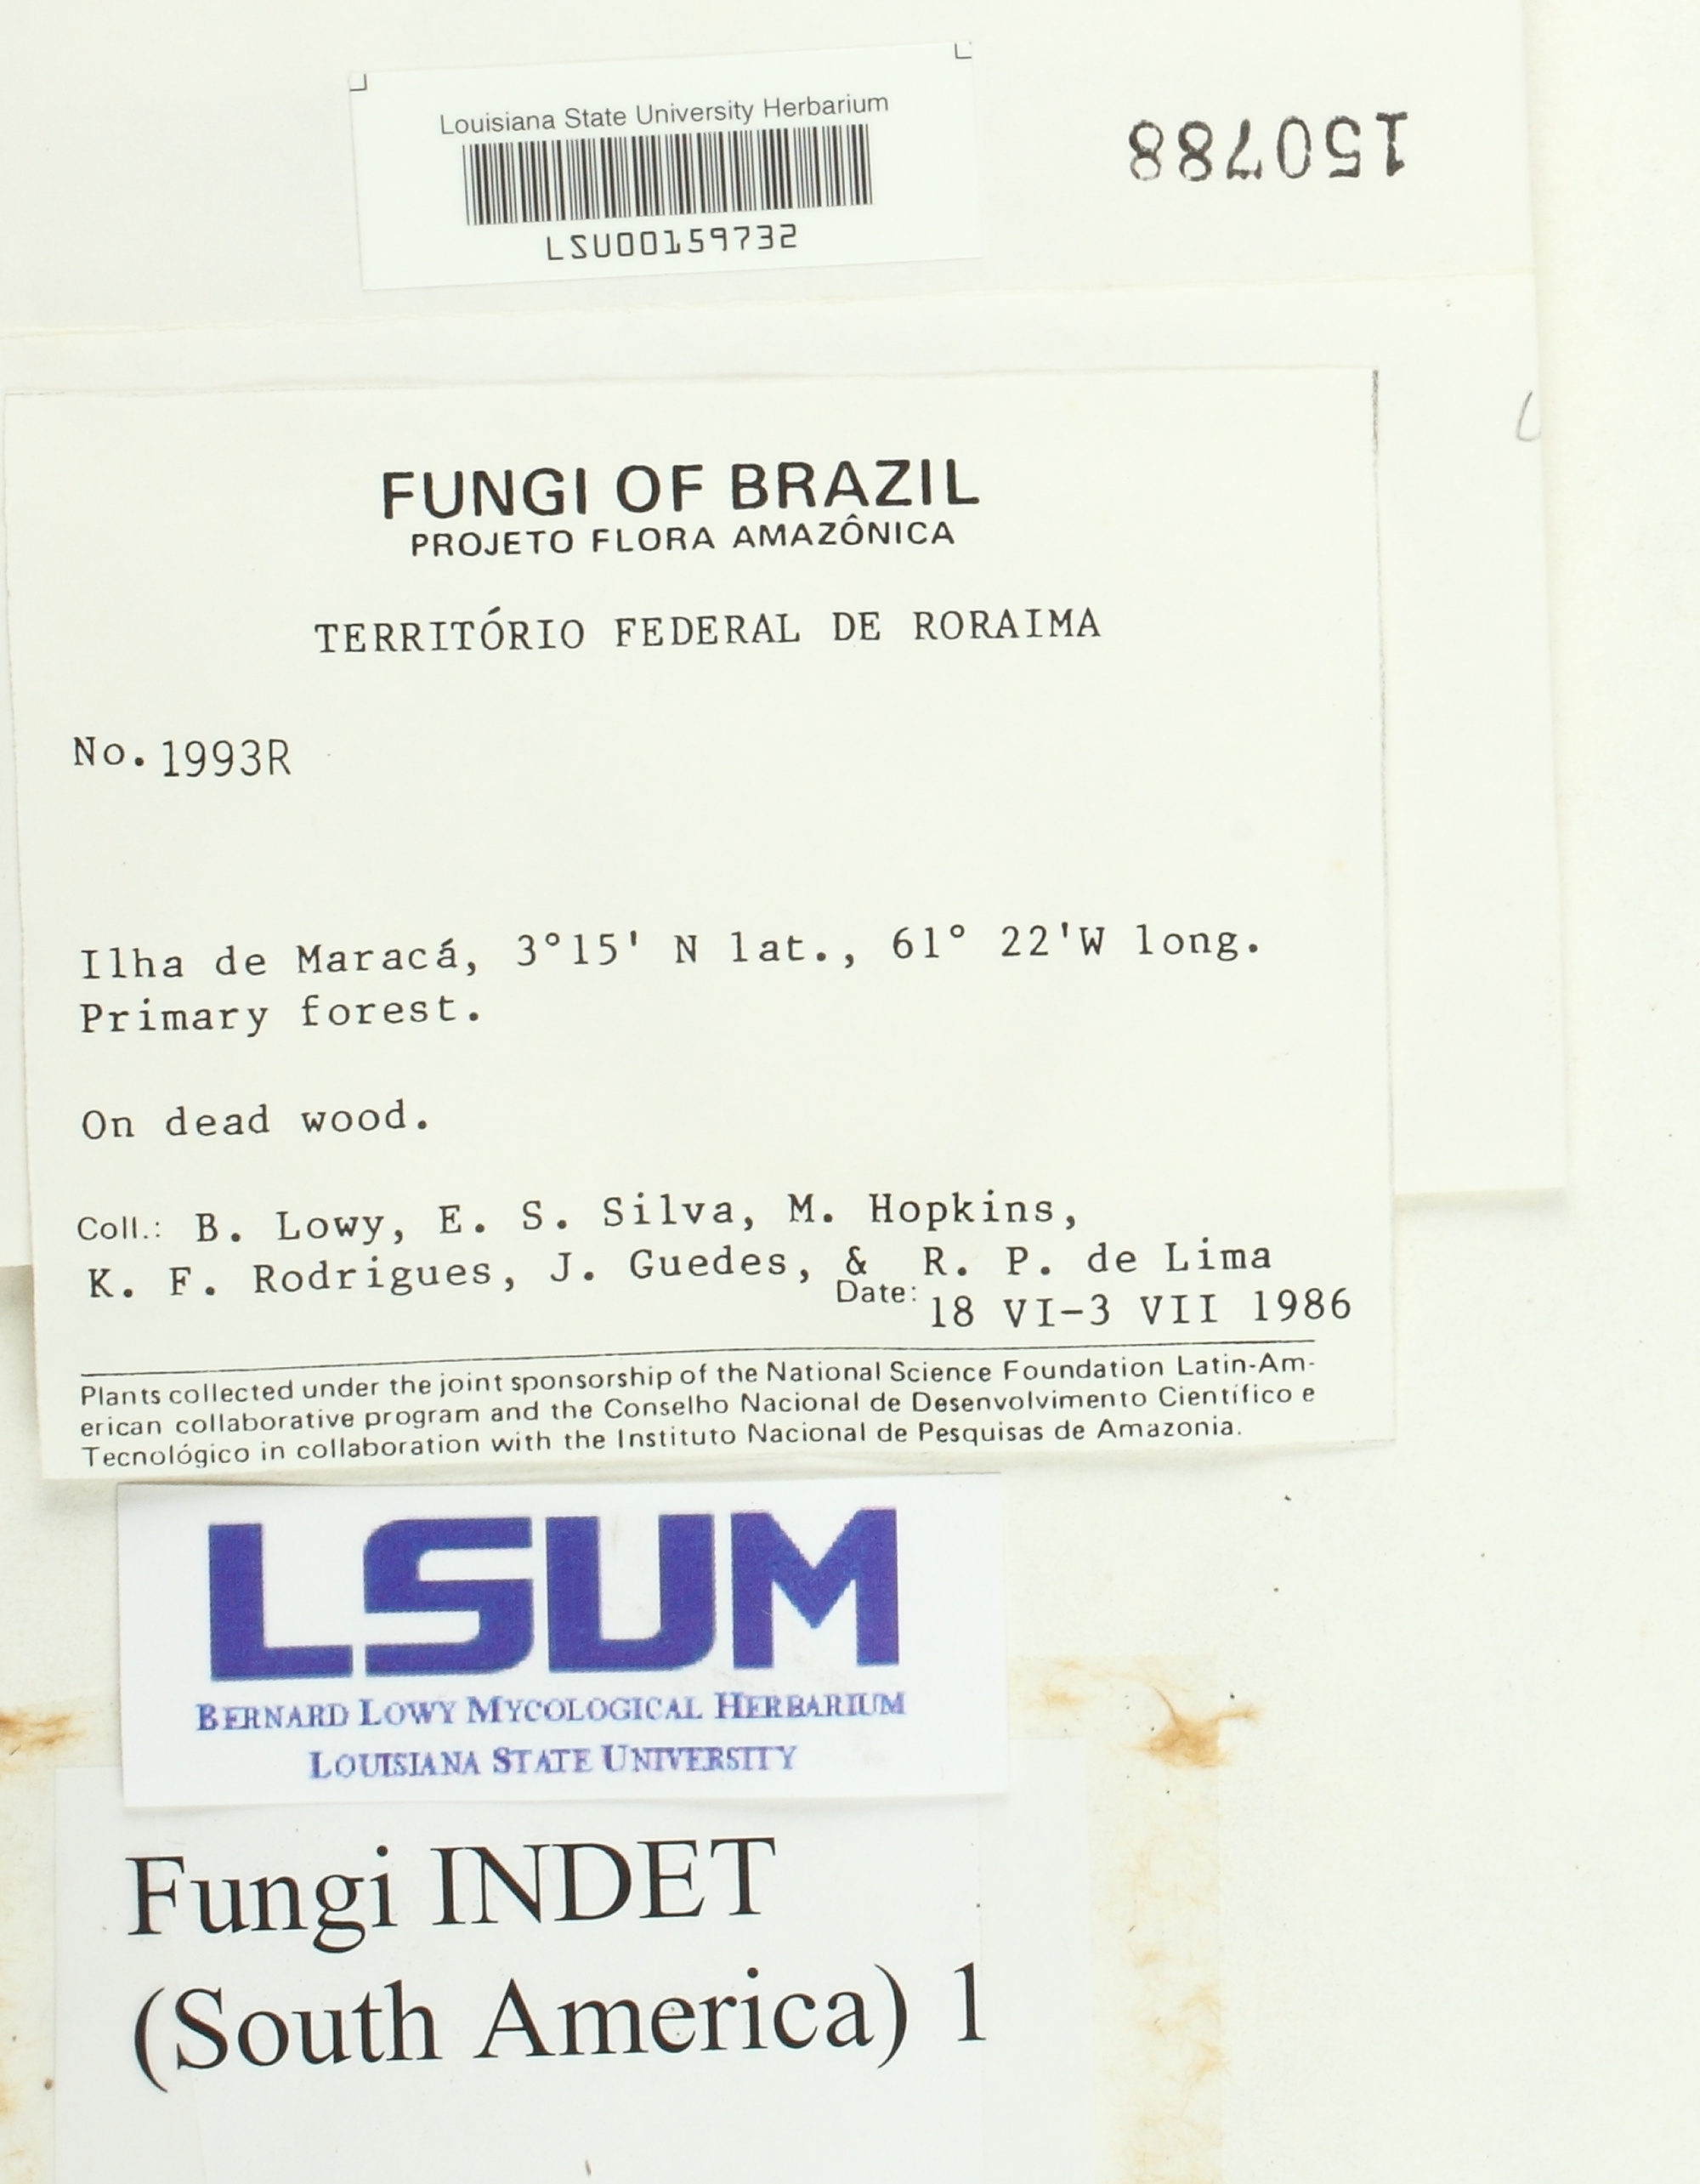 Louisiana State University Herbarium
LSU00159732
150788
FUNGI OF BRAZIL
PROJETO FLORA AMAZÔNICA
TERRITÓRIO FEDERAL DE RORAIMA
No. 1993R
Ilha de Maracá, 3°15' N lat., 61° 22'W long.
Primary forest.
On dead wood.
Coll.: B. Lowy, E. S. Silva, M. Hopkins,
K. F. Rodrigues, J. Guedes, & R. P. de Lima
Date: 18 VI-3 VII 1986
Plants collected under the joint sponsorship of the National Science Foundation Latin-Am-
erican collaborative program and the Conselho Nacional de Desenvolvimento Científico e
Tecnológico in collaboration with the Instituto Nacional de Pesquisas de Amazonia.
LSUM
BERNARD LOWY MYCOLOGICAL HERBARIUM
LOUISIANA STATE UNIVERSITY
Fungi INDET
(South America) 1